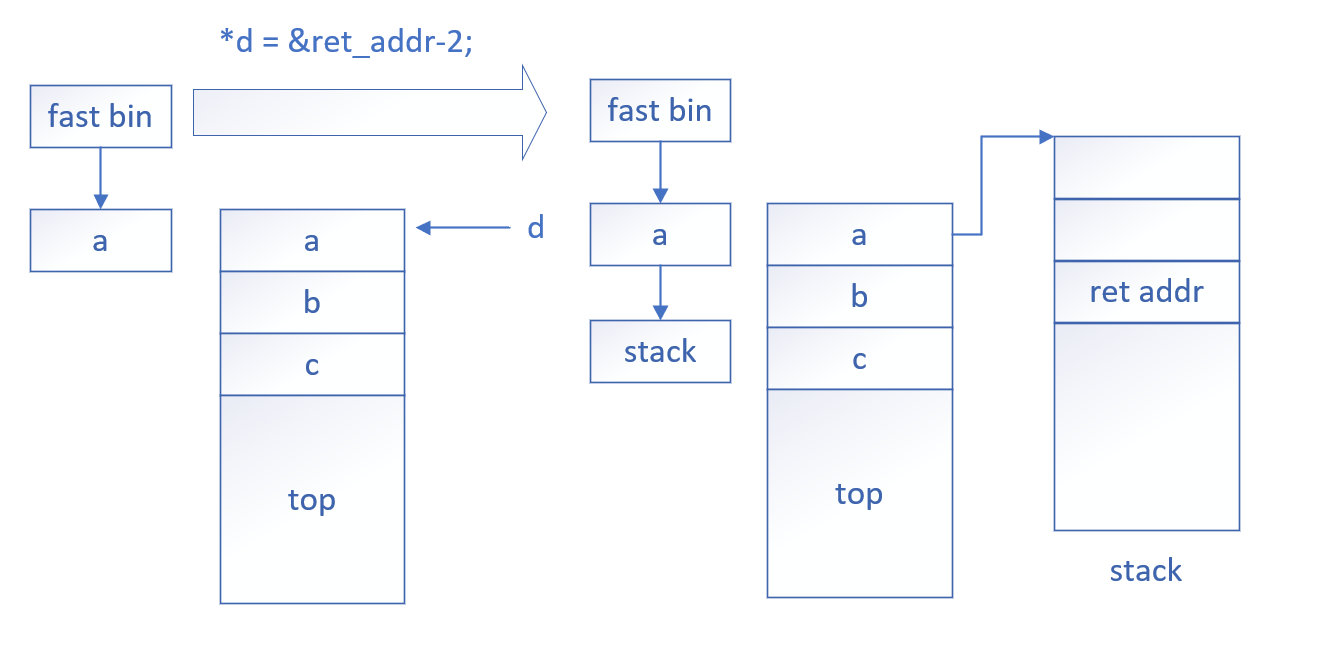 *d = &ret_addr-2;
fast bin
a
a
b
c
top
d
fast bin
a
stack
a
b
c
top
ret addr
stack